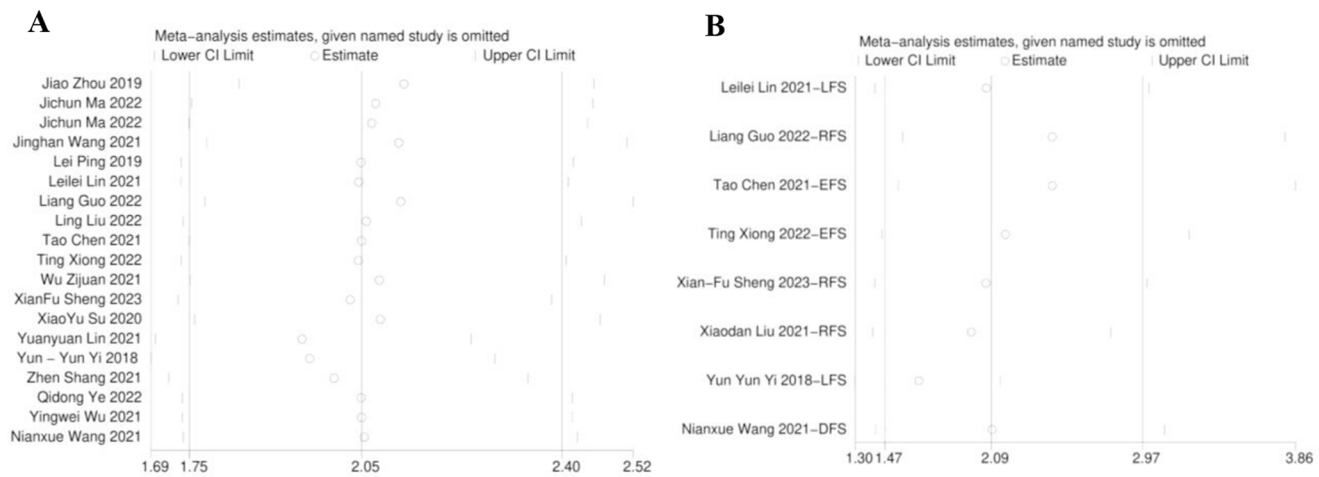 A
Meta-analysis estimates, given named study is omitted
Lower CI Limit Estimate Upper CI Limit
Jiao Zhou 2019
Jichun Ma 2022
Jichun Ma 2022
Jinghan Wang 2021
Lei Ping 2019
Leilei Lin 2021
Liang Guo 2022
Ling Liu 2022
Tao Chen 2021
Ting Xiong 2022
Wu Zijuan 2021
XianFu Sheng 2023
XiaoYu Su 2020
Yuanyuan Lin 2021
Yun - Yun Yi 2018
Zhen Shang 2021
Qidong Ye 2022
Yingwei Wu 2021
Nianxue Wang 2021
1.69 1.75 2.05 2.40 2.52
B
Meta-analysis estimates, given named study is omitted
Lower CI Limit Estimate Upper CI Limit
Leilei Lin 2021-LFS
Liang Guo 2022-RFS
Tao Chen 2021-EFS
Ting Xiong 2022-EFS
Xian-Fu Sheng 2023-RFS
Xiaodan Liu 2021-RFS
Yun Yun Yi 2018-LFS
Nianxue Wang 2021-DFS
1.30 1.47 2.09 2.97 3.86